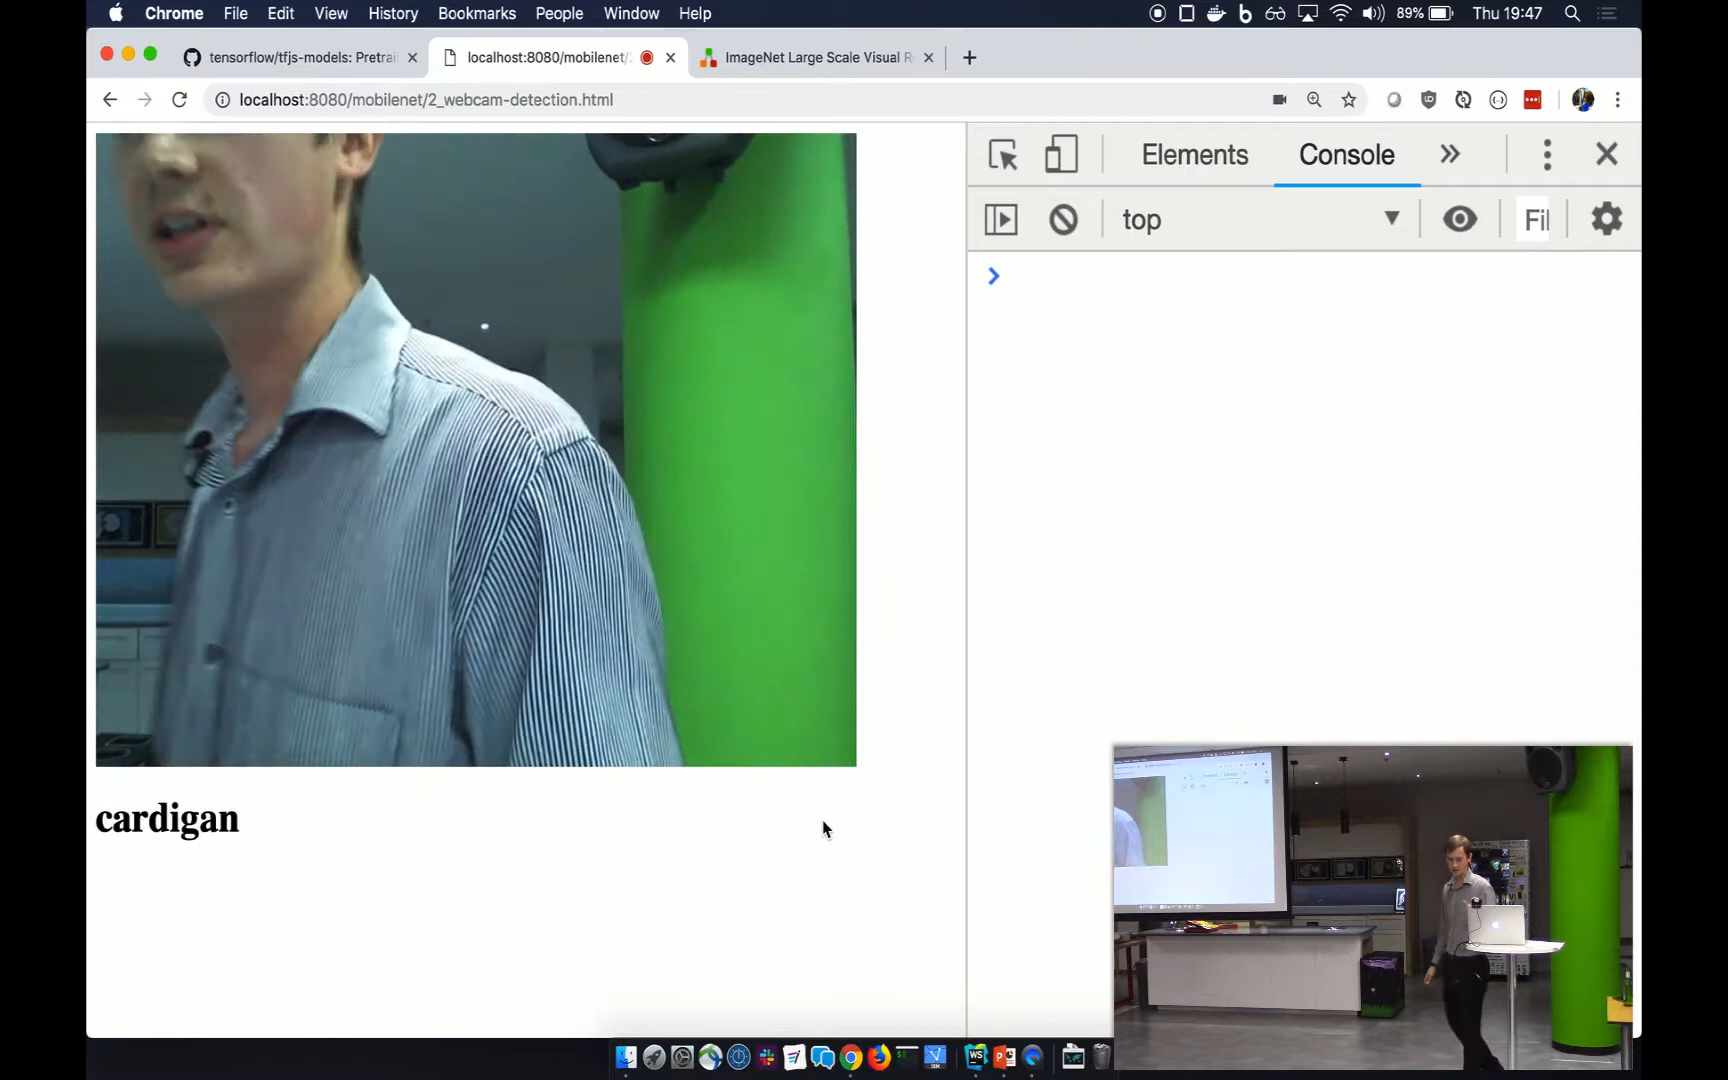 Chrome File Edit View History Bookmarks People Window Help 89% Thu 19:47
tensorflow/tfjs-models: Pretrai
localhost:8080/mobilenet/
ImageNet Large Scale Visual R
localhost:8080/mobilenet/2_webcam-detection.html
Elements Console
top
Fil
cardigan
WS